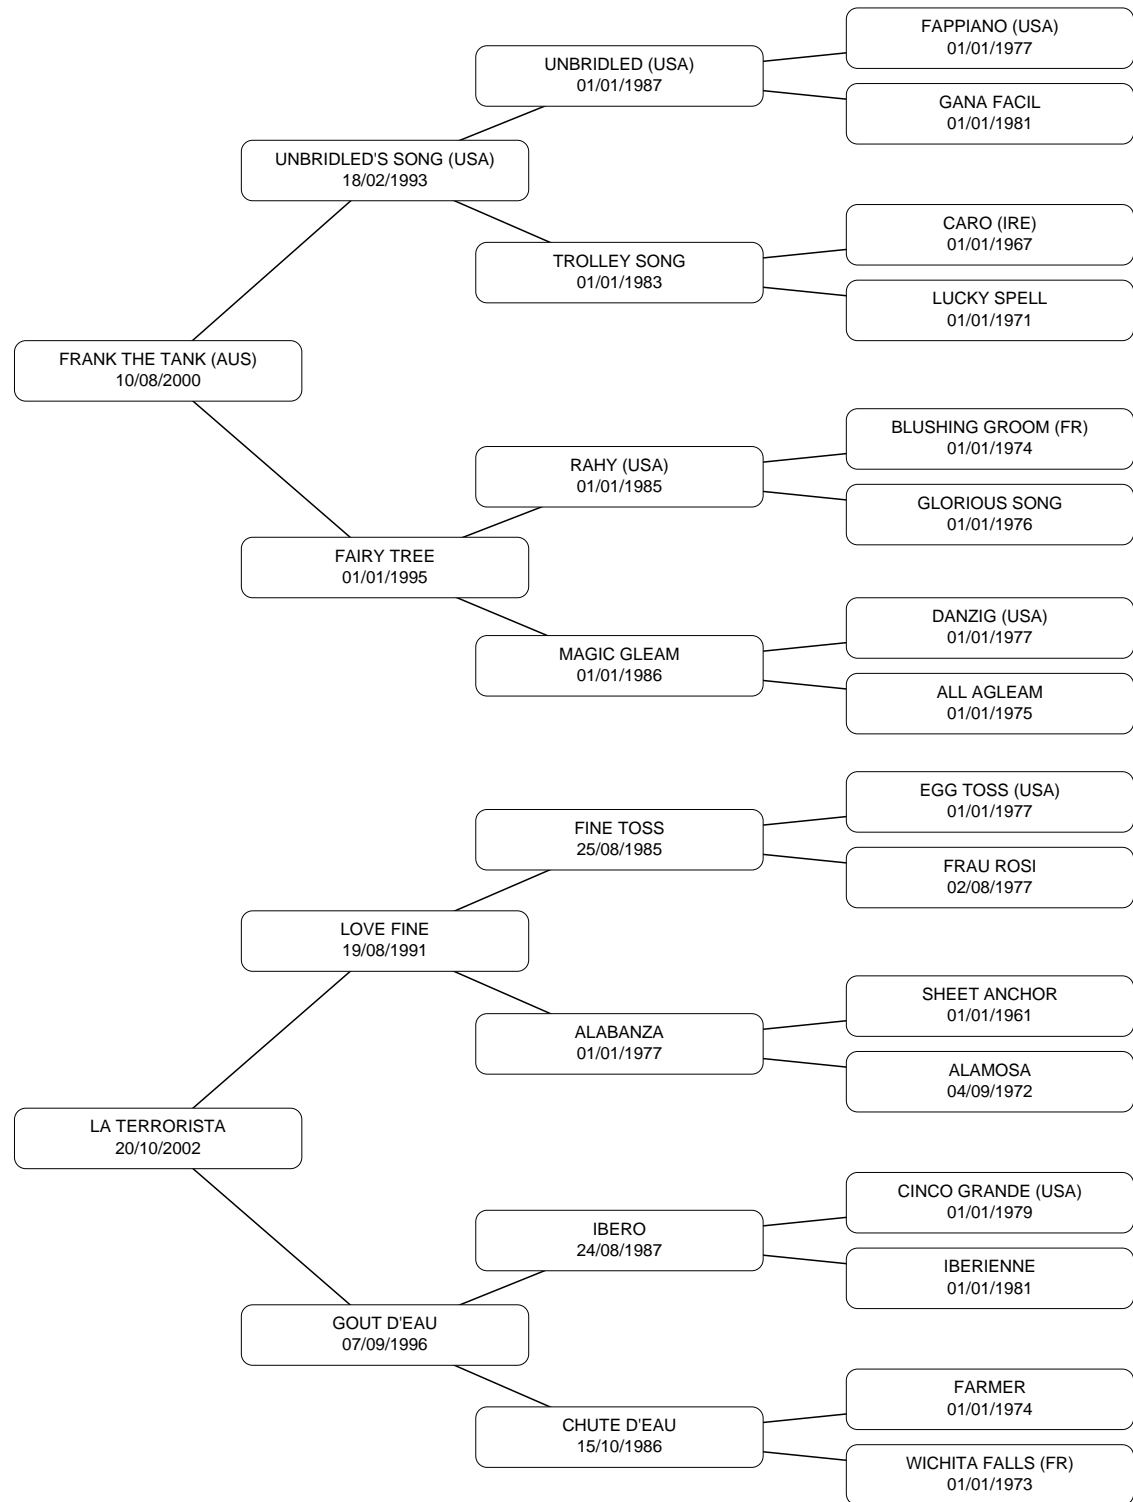 FAPPIANO (USA)
01/01/1977
UNBRIDLED (USA)
01/01/1987
GANA FACIL
01/01/1981
UNBRIDLED'S SONG (USA)
18/02/1993
CARO (IRE)
01/01/1967
TROLLEY SONG
01/01/1983
LUCKY SPELL
01/01/1971
FRANK THE TANK (AUS)
10/08/2000
BLUSHING GROOM (FR)
01/01/1974
RAHY (USA)
01/01/1985
GLORIOUS SONG
01/01/1976
FAIRY TREE
01/01/1995
DANZIG (USA)
01/01/1977
MAGIC GLEAM
01/01/1986
ALL AGLEAM
01/01/1975
EGG TOSS (USA)
01/01/1977
FINE TOSS
25/08/1985
FRAU ROSI
02/08/1977
LOVE FINE
19/08/1991
SHEET ANCHOR
01/01/1961
ALABANZA
01/01/1977
ALAMOSA
04/09/1972
LA TERRORISTA
20/10/2002
CINCO GRANDE (USA)
01/01/1979
IBERO
24/08/1987
IBERIENNE
01/01/1981
GOUT D'EAU
07/09/1996
FARMER
01/01/1974
CHUTE D'EAU
15/10/1986
WICHITA FALLS (FR)
01/01/1973